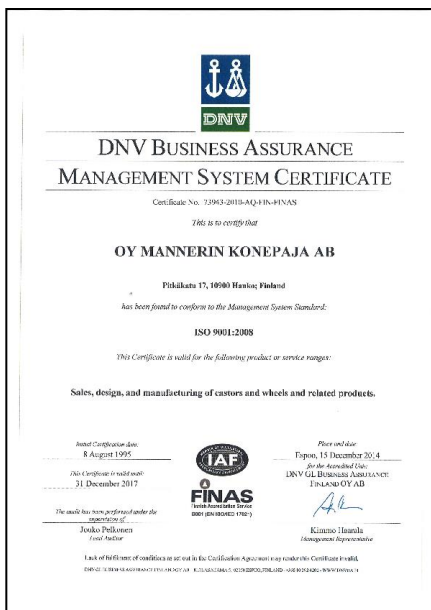 DNV
DNV BUSINESS ASSURANCE
MANAGEMENT SYSTEM CERTIFICATE
Certificate No. 73943-2010-AQ-FIN-FINAS
This is to certify that
OY MANNERIN KONEPAJA AB
Pitkäkatu 17, 10900 Hanko; Finland
has been found to conform to the Management System Standard:
ISO 9001:2008
This Certificate is valid for the following product or service ranges:
Sales, design, and manufacturing of castors and wheels and related products.
Initial Certification date:
8 August 1995
This Certificate is valid until:
31 December 2017
The audit has been performed under the
supervision of
Jouko Pelkonen
Lead Auditor
IAF
FINAS
Finnish Accreditation Service
Place and date
Espoo, 15 December 2014
for the Accredited Unit:
DNV GL BUSINESS ASSURANCE
FINLAND OY AB
Kimmo Haarala
Management Representative
Lack of fulfilment of conditions as set out in the Certification Agreement may render this Certificate invalid.